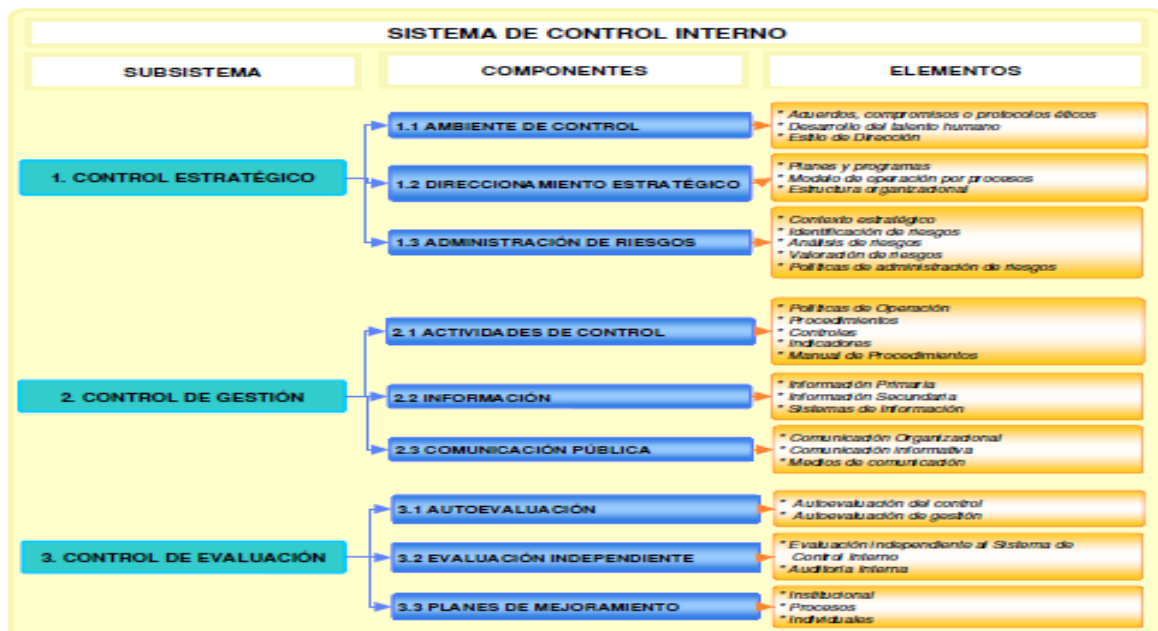 SISTEMA DE CONTROL INTERNO
SUBSISTEMA
COMPONENTES
ELEMENTOS
1. CONTROL ESTRATÉGICO
1.1 AMBIENTE DE CONTROL
* Acuerdos, compromisos o protocolos éticos
* Desarrollo del talento humano
* Estilo de Dirección
1.2 DIRECCIONAMIENTO ESTRATÉGICO
* Planes y programas
* Modelo de operación por procesos
* Estructura organizacional
1.3 ADMINISTRACIÓN DE RIESGOS
* Contexto estratégico
* Identificación de riesgos
* Análisis de riesgos
* Valoración de riesgos
* Políticas de administración de riesgos
2. CONTROL DE GESTIÓN
2.1 ACTIVIDADES DE CONTROL
* Políticas de Operación
* Procedimientos
* Controles
* Indicadores
* Manual de Procedimientos
2.2 INFORMACIÓN
* Información Primaria
* Información Secundaria
* Sistemas de Información
2.3 COMUNICACIÓN PÚBLICA
* Comunicación Organizacional
* Comunicación informativa
* Medios de comunicación
3. CONTROL DE EVALUACIÓN
3.1 AUTOEVALUACIÓN
* Autoevaluación del control
* Autoevaluación de gestión
3.2 EVALUACIÓN INDEPENDIENTE
* Evaluación independiente al Sistema de
Control Interno
* Auditoría Interna
3.3 PLANES DE MEJORAMIENTO
* Institucional
* Procesos
* Individuales